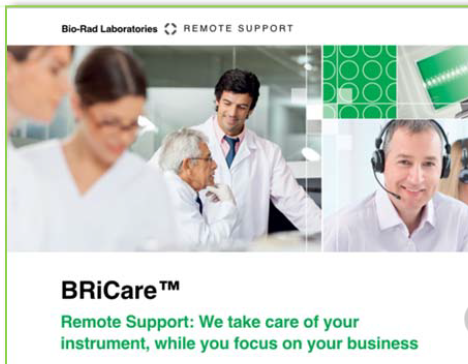 Bio-Rad Laboratories REMOTE SUPPORT
BRiCare™
Remote Support: We take care of your
instrument, while you focus on your business